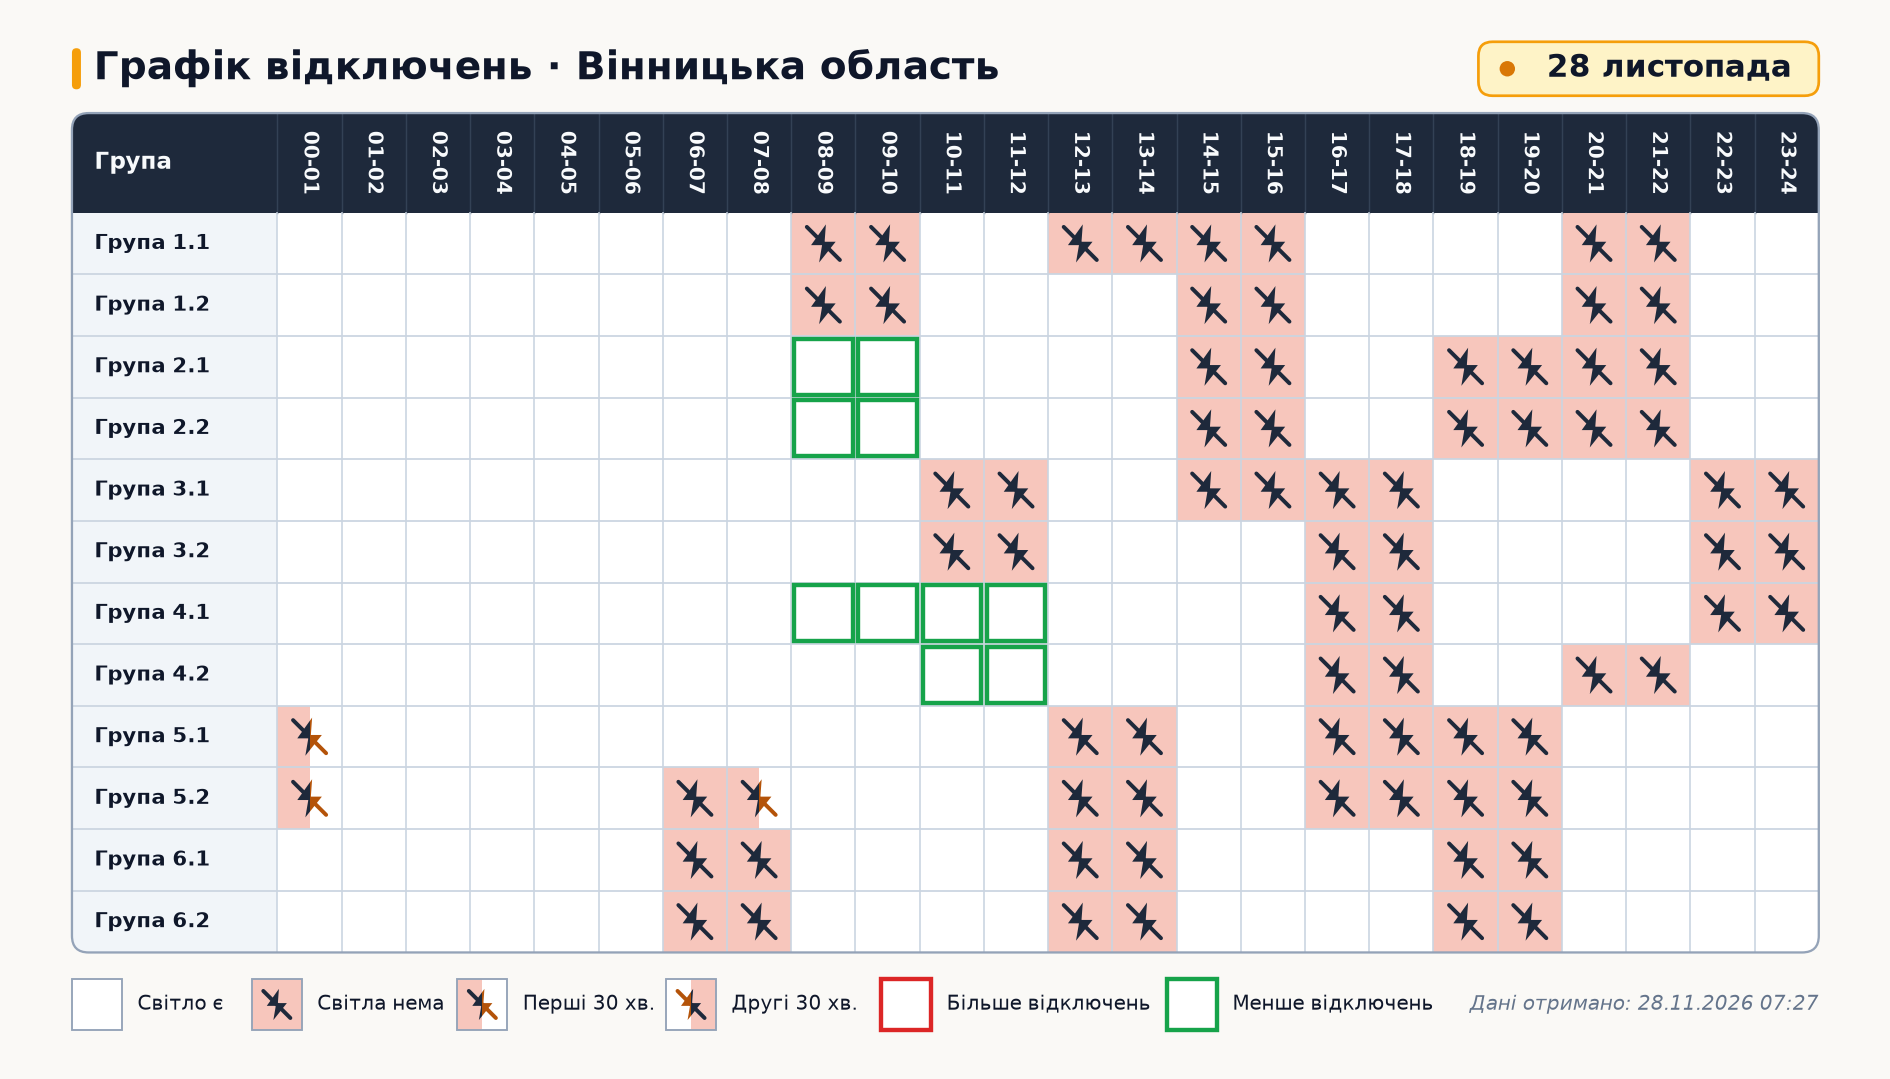 Графік відключень · Вінницька область
28 листопада
Група 00-01 01-02 02-03 03-04 04-05 05-06 06-07 07-08 08-09 09-10 10-11 11-12 12-13 13-14 14-15 15-16 16-17 17-18 18-19 19-20 20-21 21-22 22-23 23-24
Група 1.1
Група 1.2
Група 2.1
Група 2.2
Група 3.1
Група 3.2
Група 4.1
Група 4.2
Група 5.1
Група 5.2
Група 6.1
Група 6.2
Світло є Світла нема Перші 30 хв. Другі 30 хв. Більше відключень Менше відключень Дані отримано: 28.11.2026 07:27